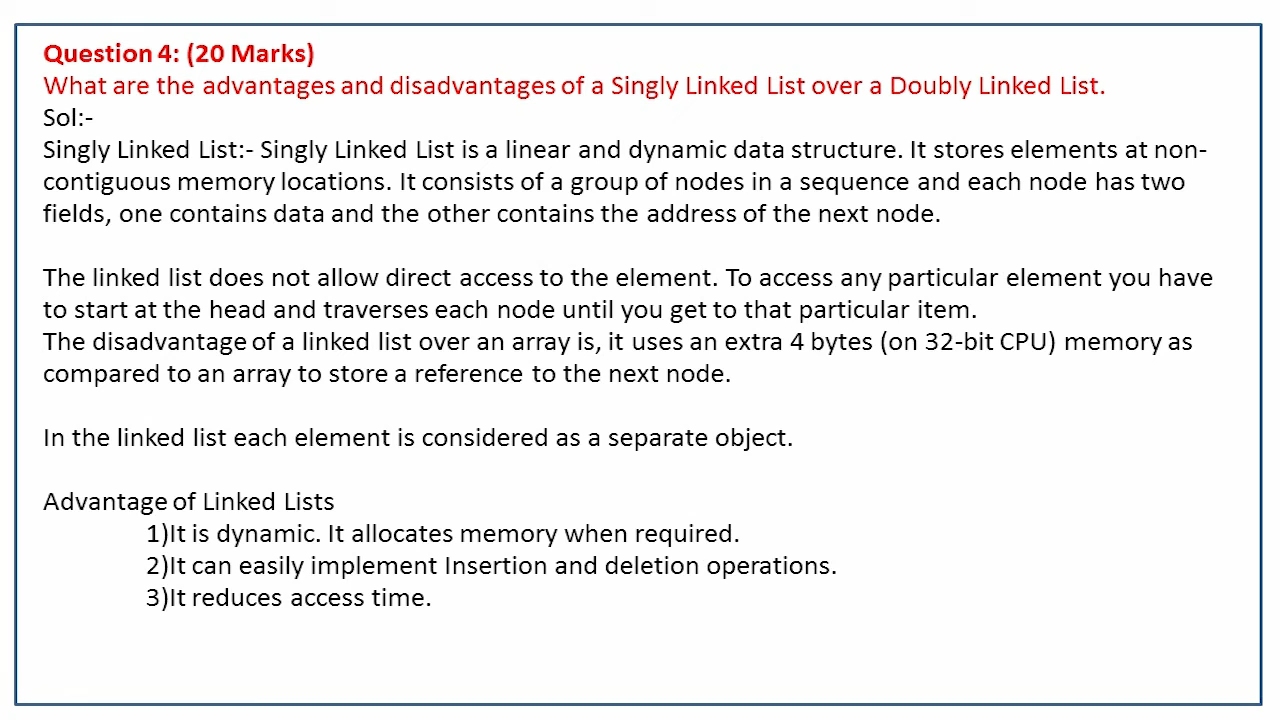 Question 4: (20 Marks)
What are the advantages and disadvantages of a Singly Linked List over a Doubly Linked List.
Sol:-
Singly Linked List:- Singly Linked List is a linear and dynamic data structure. It stores elements at non-
contiguous memory locations. It consists of a group of nodes in a sequence and each node has two
fields, one contains data and the other contains the address of the next node.
The linked list does not allow direct access to the element. To access any particular element you have
to start at the head and traverses each node until you get to that particular item.
The disadvantage of a linked list over an array is, it uses an extra 4 bytes (on 32-bit CPU) memory as
compared to an array to store a reference to the next node.
In the linked list each element is considered as a separate object.
Advantage of Linked Lists
1)It is dynamic. It allocates memory when required.
2)It can easily implement Insertion and deletion operations.
3)It reduces access time.